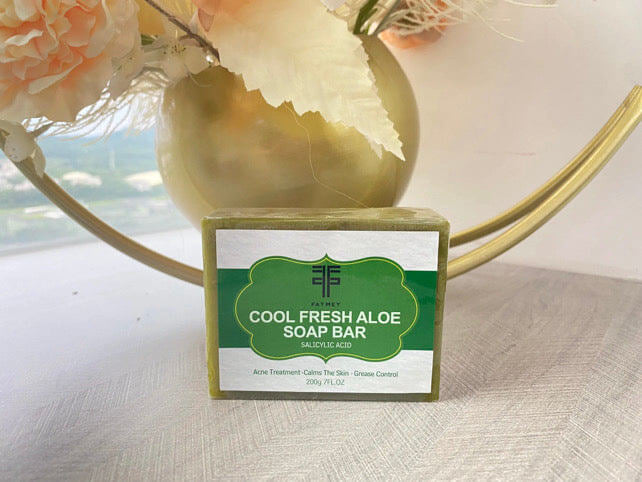 FATMEY
COOL FRESH ALOE
SOAP BAR
SALICYLIC ACID
Acne Treatment·Calms The Skin · Grease Control
200g 7FL.OZ